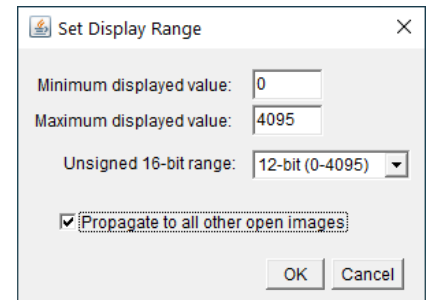 Set Display Range
Minimum displayed value: 0
Maximum displayed value: 4095
Unsigned 16-bit range: 12-bit (0-4095)
Propagate to all other open images
OK Cancel